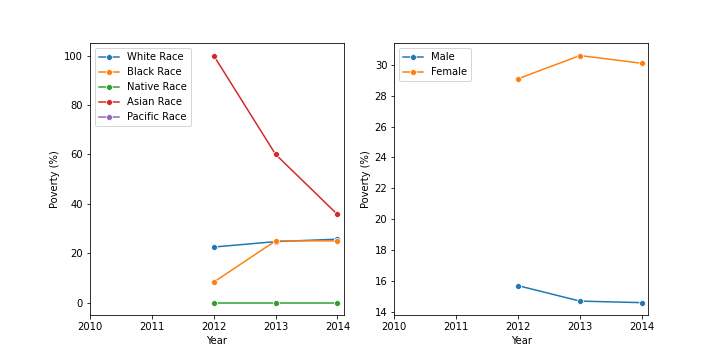 White Race
Black Race
Native Race
Asian Race
Pacific Race
100
80
60
40
20
0
Poverty (%)
2010 2011 2012 2013 2014
Year
Male
Female
30
28
26
24
22
20
18
16
14
Poverty (%)
2010 2011 2012 2013 2014
Year